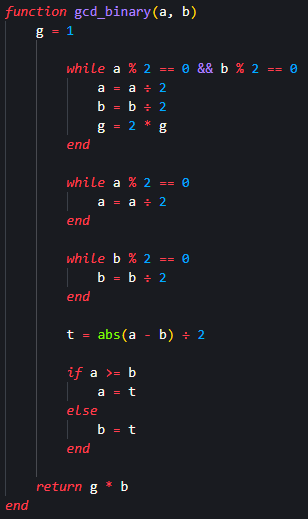 function gcd_binary(a, b)
    g = 1

        while a % 2 == 0 && b % 2 == 0
            a = a ÷ 2
            b = b ÷ 2
            g = 2 * g
        end

        while a % 2 == 0
            a = a ÷ 2
        end

        while b % 2 == 0
            b = b ÷ 2
        end

        t = abs(a - b) ÷ 2

        if a >= b
            a = t
        else
            b = t
        end

    return g * b
end